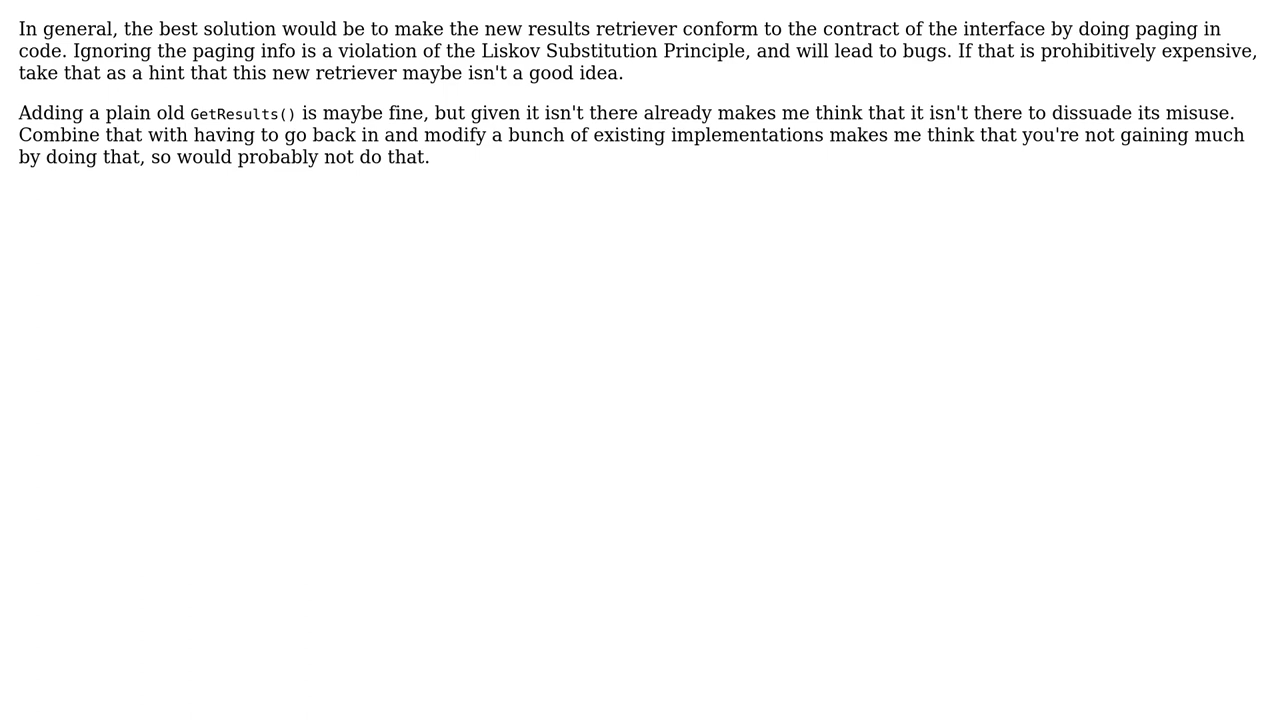 In general, the best solution would be to make the new results retriever conform to the contract of the interface by doing paging in
code. Ignoring the paging info is a violation of the Liskov Substitution Principle, and will lead to bugs. If that is prohibitively expensive,
take that as a hint that this new retriever maybe isn't a good idea.
Adding a plain old GetResults() is maybe fine, but given it isn't there already makes me think that it isn't there to dissuade its misuse.
Combine that with having to go back in and modify a bunch of existing implementations makes me think that you're not gaining much
by doing that, so would probably not do that.